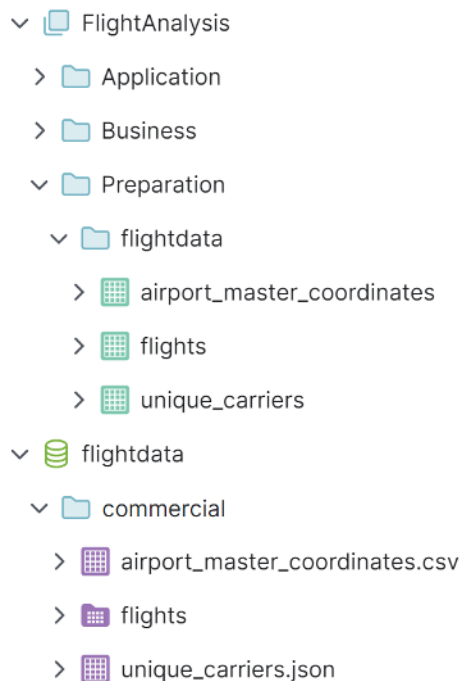 FlightAnalysis
Application
Business
Preparation
flightdata
airport_master_coordinates
flights
unique_carriers
flightdata
commercial
airport_master_coordinates.csv
flights
unique_carriers.json